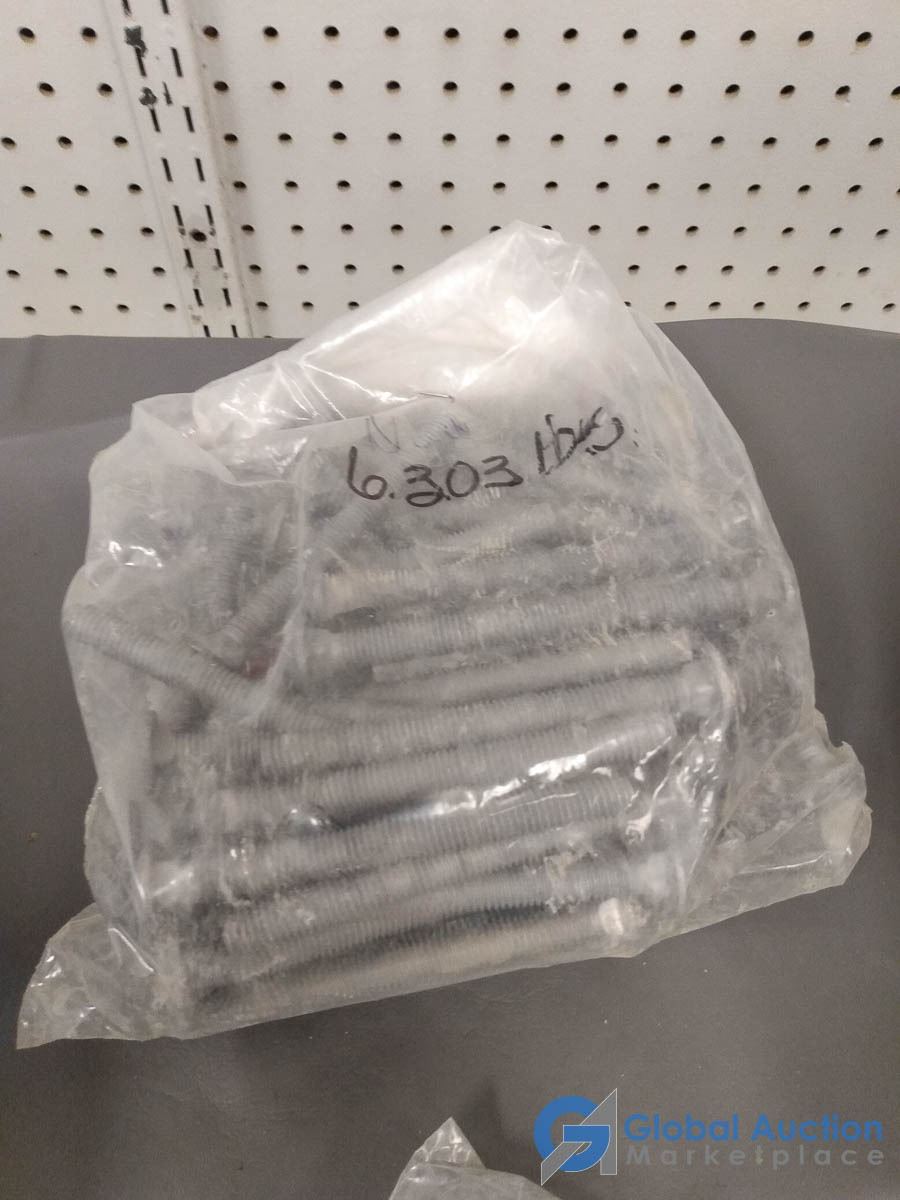 6.303 lbs.
Global Auction
Marketplace